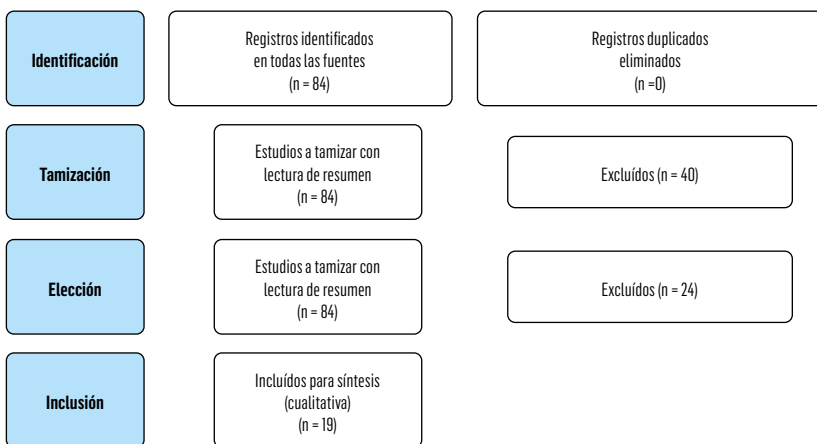 Identificación
Registros identificados
en todas las fuentes
(n = 84)
Registros duplicados
eliminados
(n =0)
Tamización
Estudios a tamizar con
lectura de resumen
(n = 84)
Excluídos (n = 40)
Elección
Estudios a tamizar con
lectura de resumen
(n = 84)
Excluídos (n = 24)
Inclusión
Incluídos para síntesis
(cualitativa)
(n = 19)